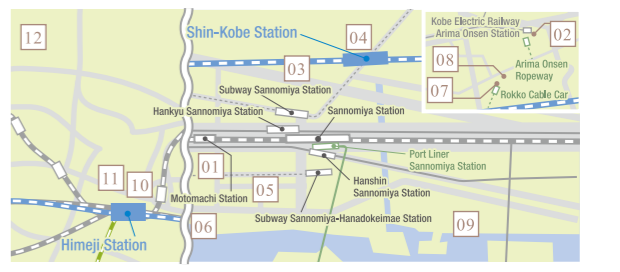 12
Shin-Kobe Station
04
03
Subway Sannomiya Station
Hankyu Sannomiya Station
Sannomiya Station
Kobe Electric Railway
Arima Onsen Station
02
08
Arima Onsen
Ropeway
07
Rokko Cable Car
01
Port Liner
Sannomiya Station
11
10
05
Hanshin
Sannomiya Station
Motomachi Station
Subway Sannomiya-Hanadokeimae Station
06
09
Himeji Station